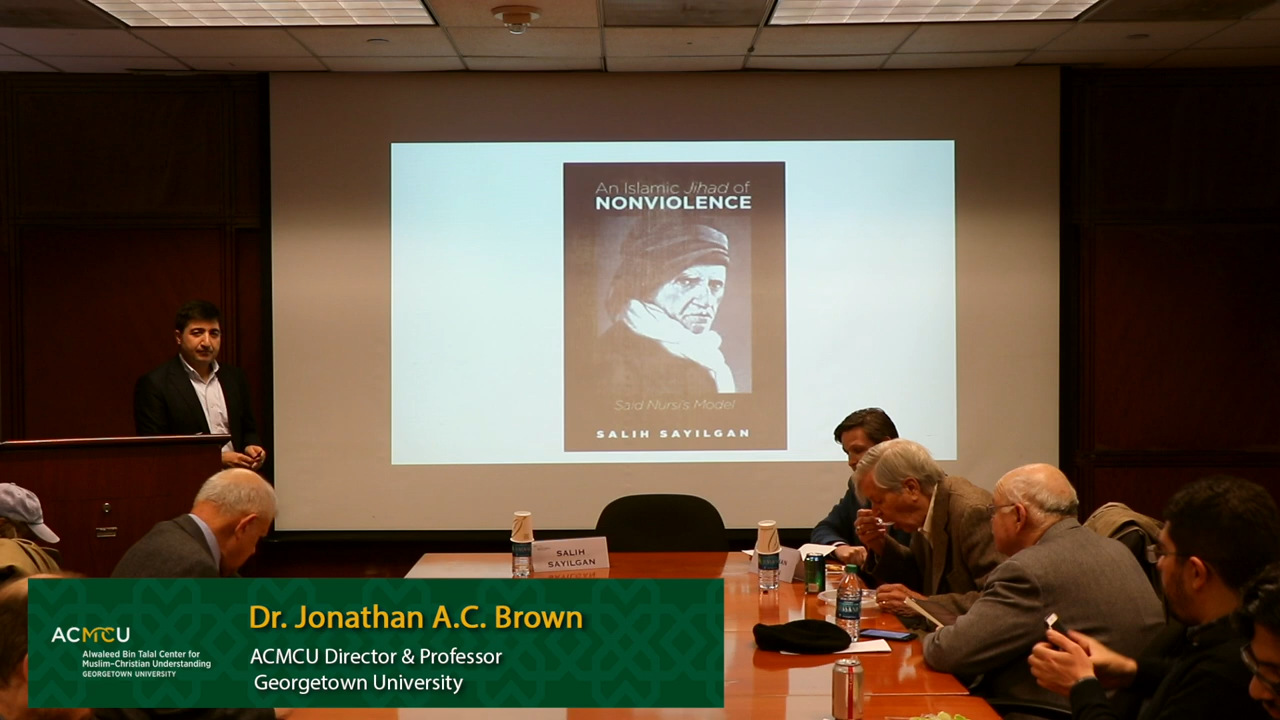 An Islamic Jihad of
NONVIOLENCE
Said Nursi's Model
SALIH SAYILGAN
SALIH
SAYILGAN
Dr. Jonathan A.C. Brown
ACMCU
Alwaleed Bin Talal Center for
Muslim-Christian Understanding
GEORGETOWN UNIVERSITY
ACMCU Director & Professor
Georgetown University